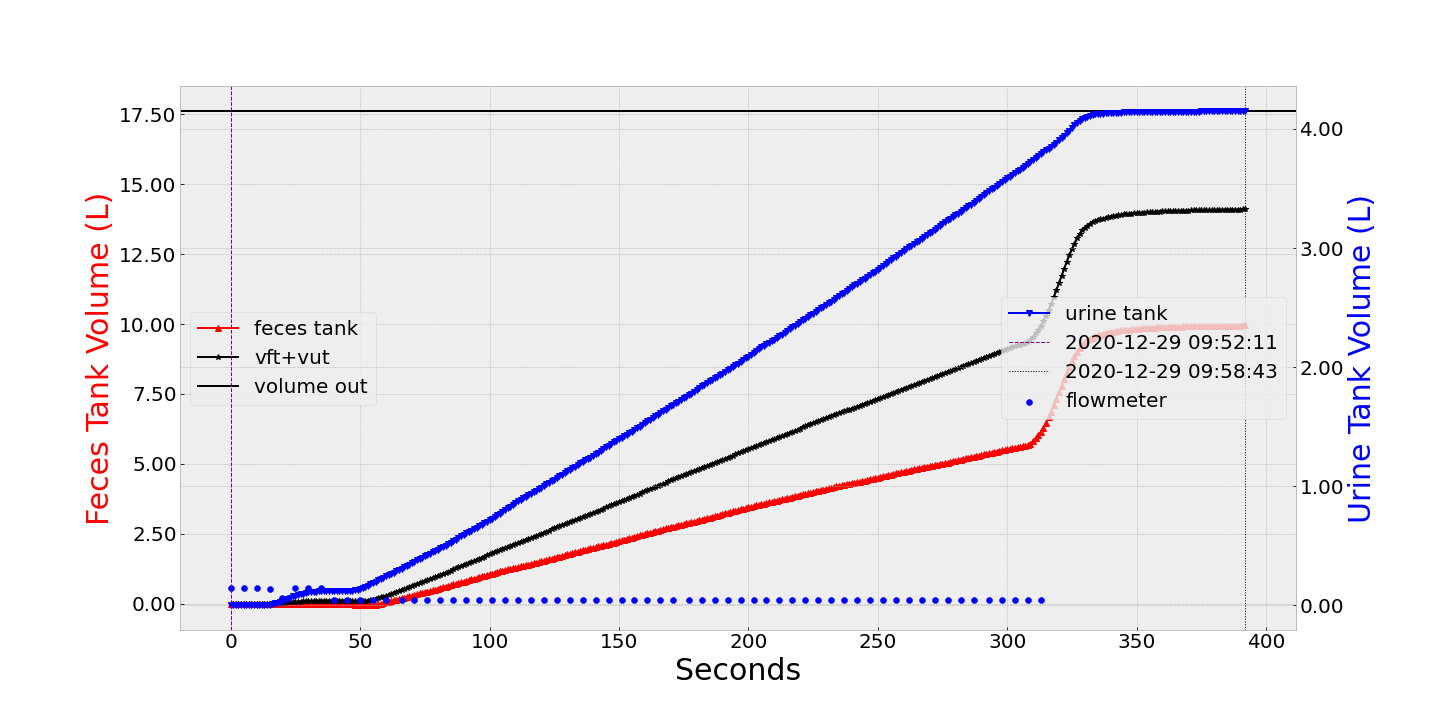 Feces Tank Volume (L)
17.50
15.00
12.50
10.00
7.50
5.00
2.50
0.00
feces tank
vft+vut
volume out
urine tank
2020-12-29 09:52:11
2020-12-29 09:58:43
flowmeter
4.00
3.00
2.00
1.00
0.00
Urine Tank Volume (L)
0 50 100 150 200 250 300 350 400
Seconds